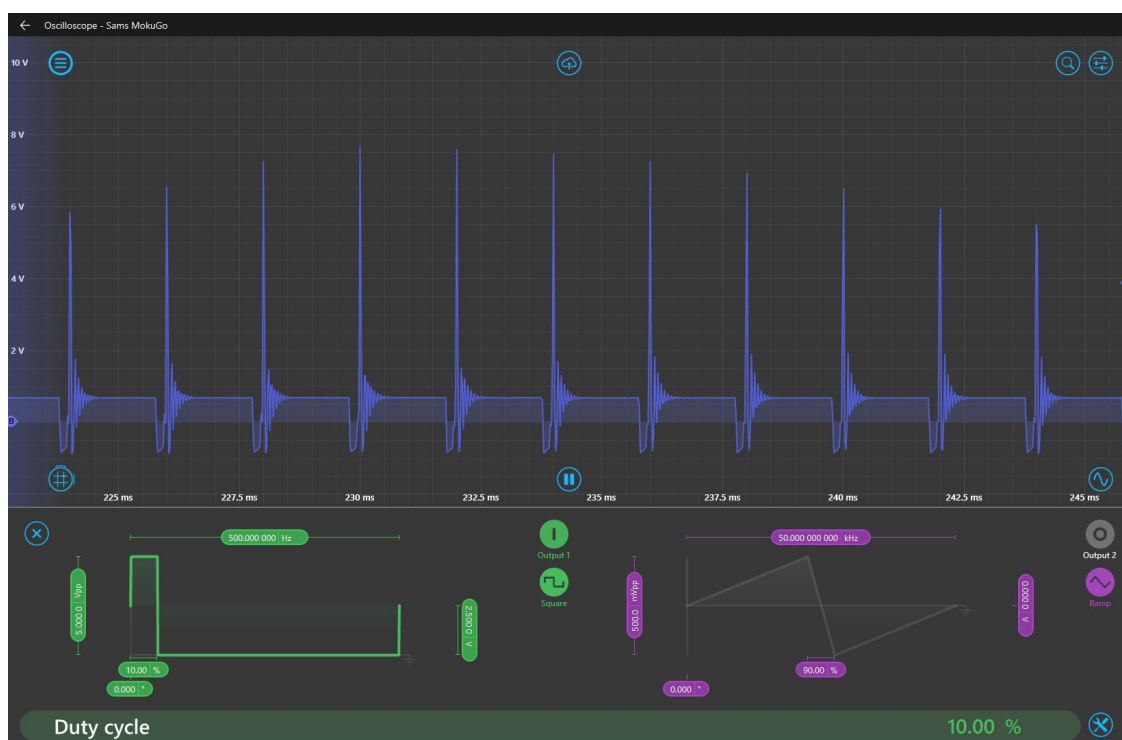 Oscilloscope - Sams MokuGo
10 V
8 V
6 V
4 V
2 V
B
225 ms 227.5 ms 230 ms 232.5 ms 235 ms 237.5 ms 240 ms 242.5 ms 245 ms
500.000 000 Hz
Output 1
Square
5.000 0 Vpp
2.500 0 V
10.00 %
0.000 °
50.000 000 000 kHz
Output 2
Ramp
500.0 mVpp
0.000 0 V
90.00 %
0.000 °
Duty cycle 10.00 %